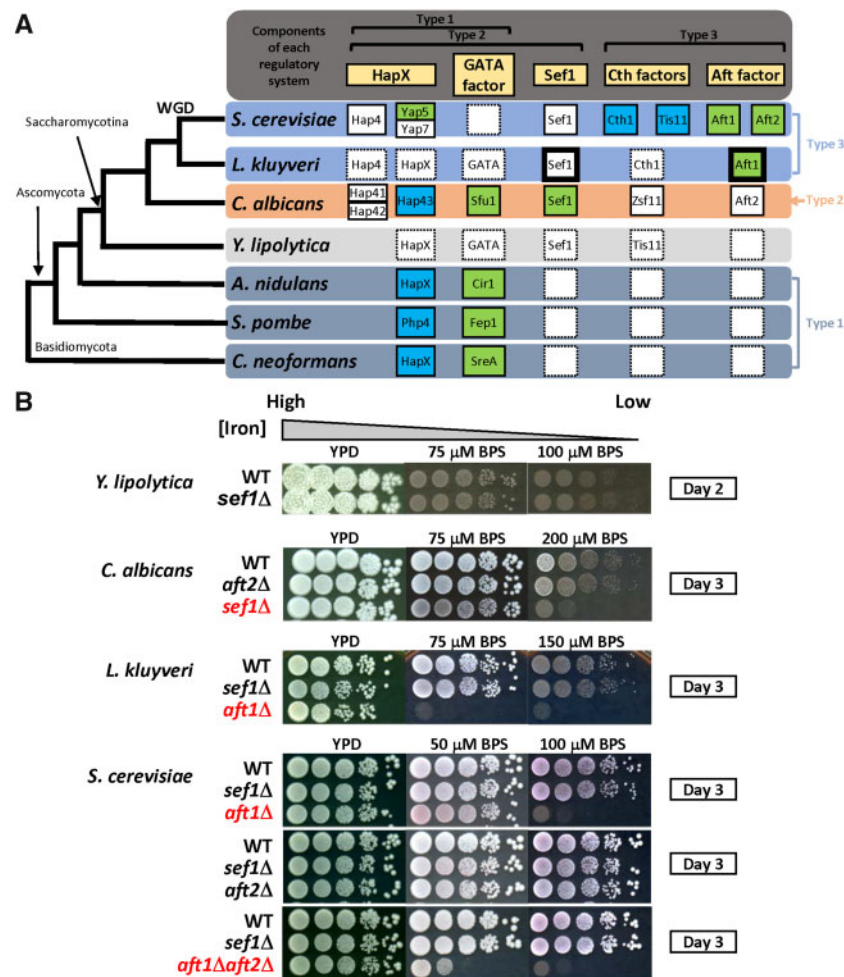 A
Components of each regulatory system
Type 1
Type 2
Type 3
HapX
GATA factor
Sef1
Cth factors
Aft factor
WGD
Saccharomycotina
Ascomycota
Basidiomycota
S. cerevisiae Hap4 Yap5 Yap7 Sef1 Cth1 Tis11 Aft1 Aft2
L. kluyveri Hap4 HapX GATA Sef1 Cth1 Aft1
Type 3
C. albicans Hap41 Hap42 Hap43 Sfu1 Sef1 Zsf11 Aft2
Type 2
Y. lipolytica HapX GATA Sef1 Tis11
A. nidulans HapX Cir1
S. pombe Php4 Fep1
C. neoformans HapX SreA
Type 1
B
High Low
[Iron]
YPD 75 μM BPS 100 μM BPS
Y. lipolytica
WT
sef1Δ
Day 2
YPD 75 μM BPS 200 μM BPS
C. albicans
WT
aft2Δ
sef1Δ
Day 3
YPD 75 μM BPS 150 μM BPS
L. kluyveri
WT
sef1Δ
aft1Δ
Day 3
YPD 50 μM BPS 100 μM BPS
S. cerevisiae
WT
sef1Δ
aft1Δ
Day 3
WT
sef1Δ
aft2Δ
Day 3
WT
sef1Δ
aft1Δaft2Δ
Day 3